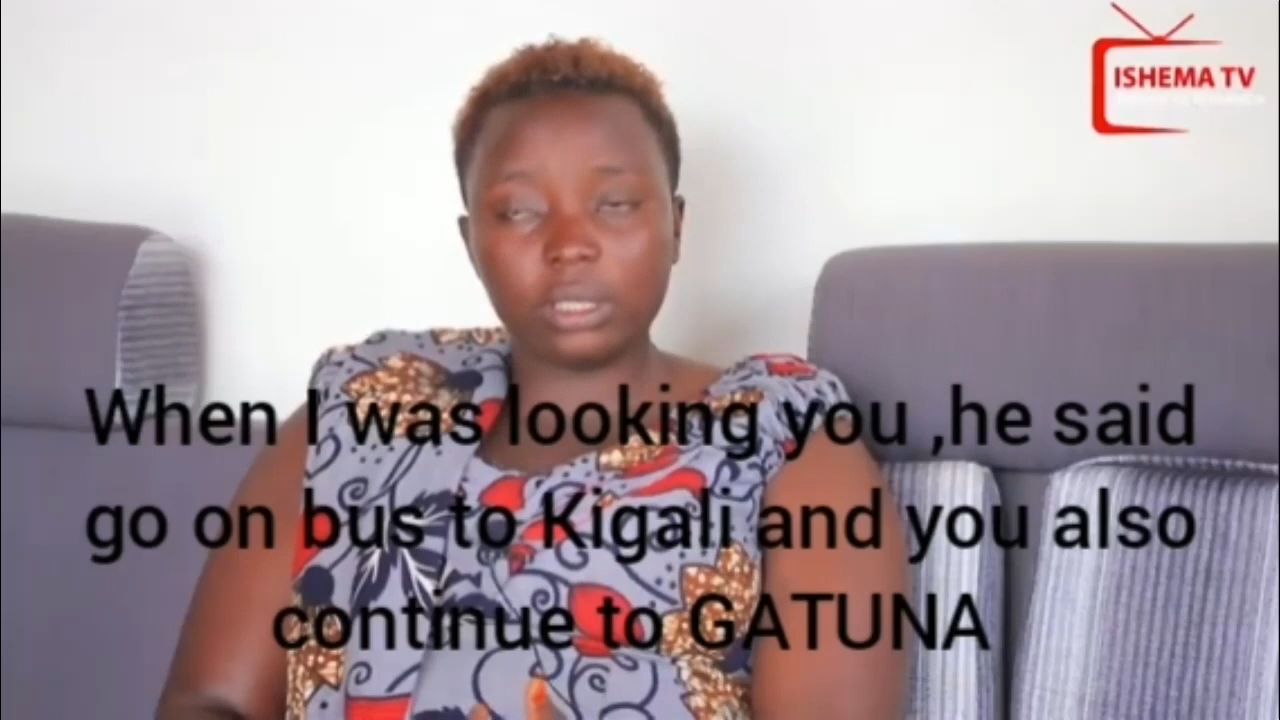 ISHEMA TV
When I was looking you ,he said
go on bus to Kigali and you also
continue to GATUNA